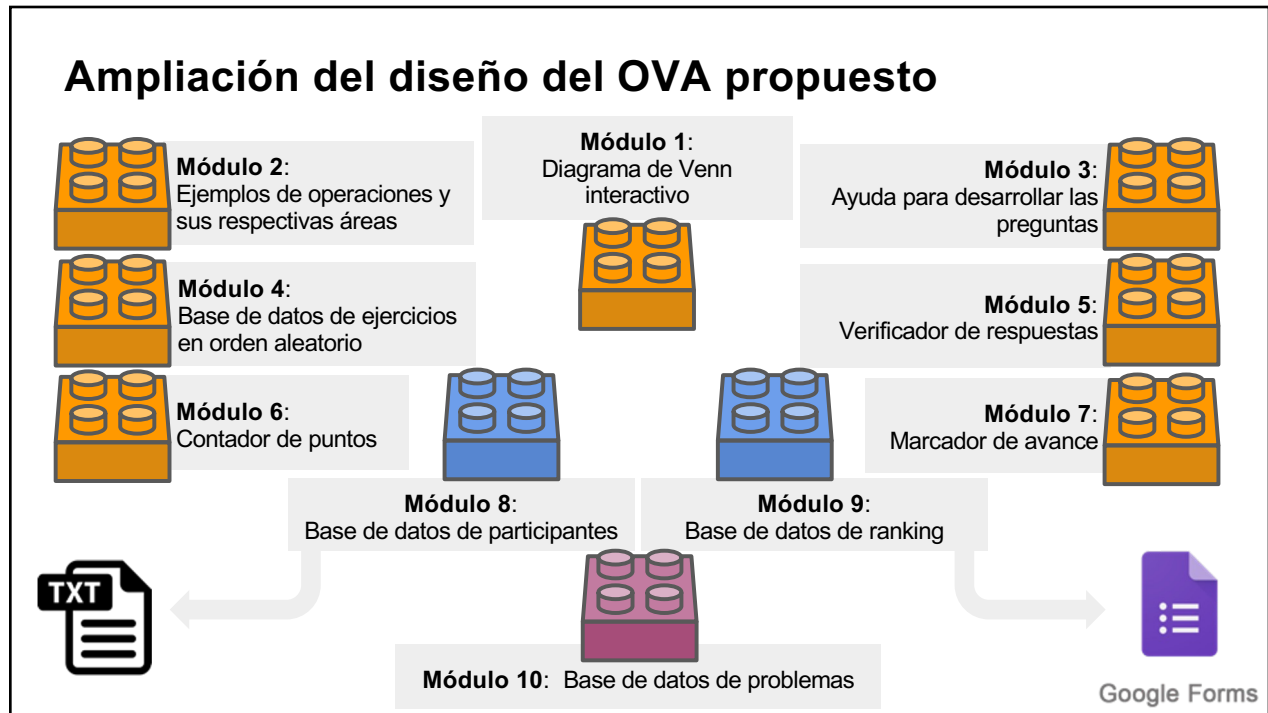 Ampliación del diseño del OVA propuesto
Módulo 1:
Diagrama de Venn
interactivo
Módulo 2:
Ejemplos de operaciones y
sus respectivas áreas
Módulo 3:
Ayuda para desarrollar las
preguntas
Módulo 4:
Base de datos de ejercicios
en orden aleatorio
Módulo 5:
Verificador de respuestas
Módulo 6:
Contador de puntos
Módulo 7:
Marcador de avance
Módulo 8:
Base de datos de participantes
Módulo 9:
Base de datos de ranking
TXT
Módulo 10: Base de datos de problemas
Google Forms